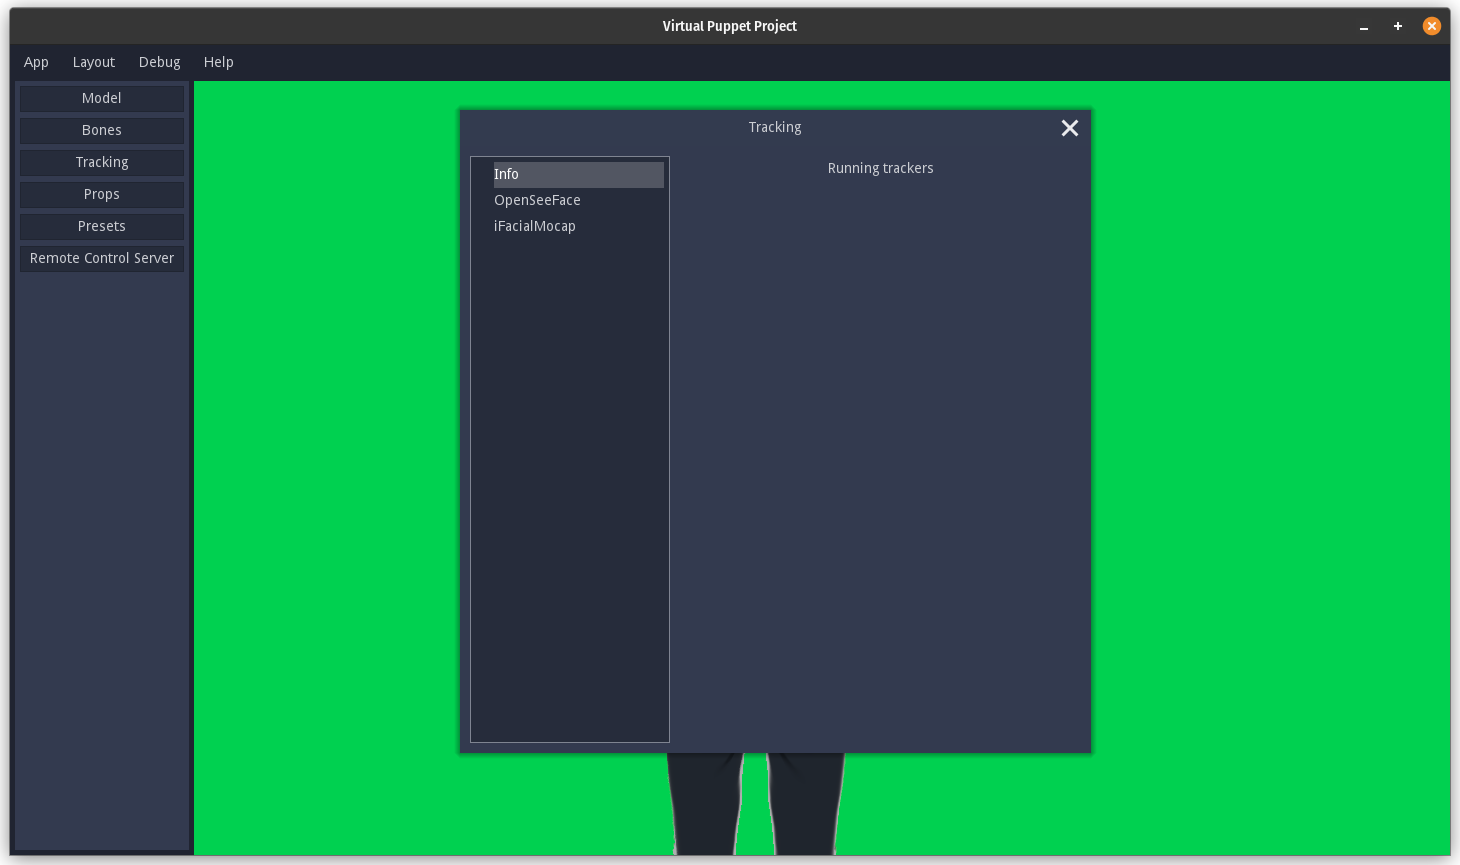 Virtual Puppet Project
App Layout Debug Help
Model
Bones
Tracking
Props
Presets
Remote Control Server
Tracking
Info
OpenSeeFace
iFacialMocap
Running trackers